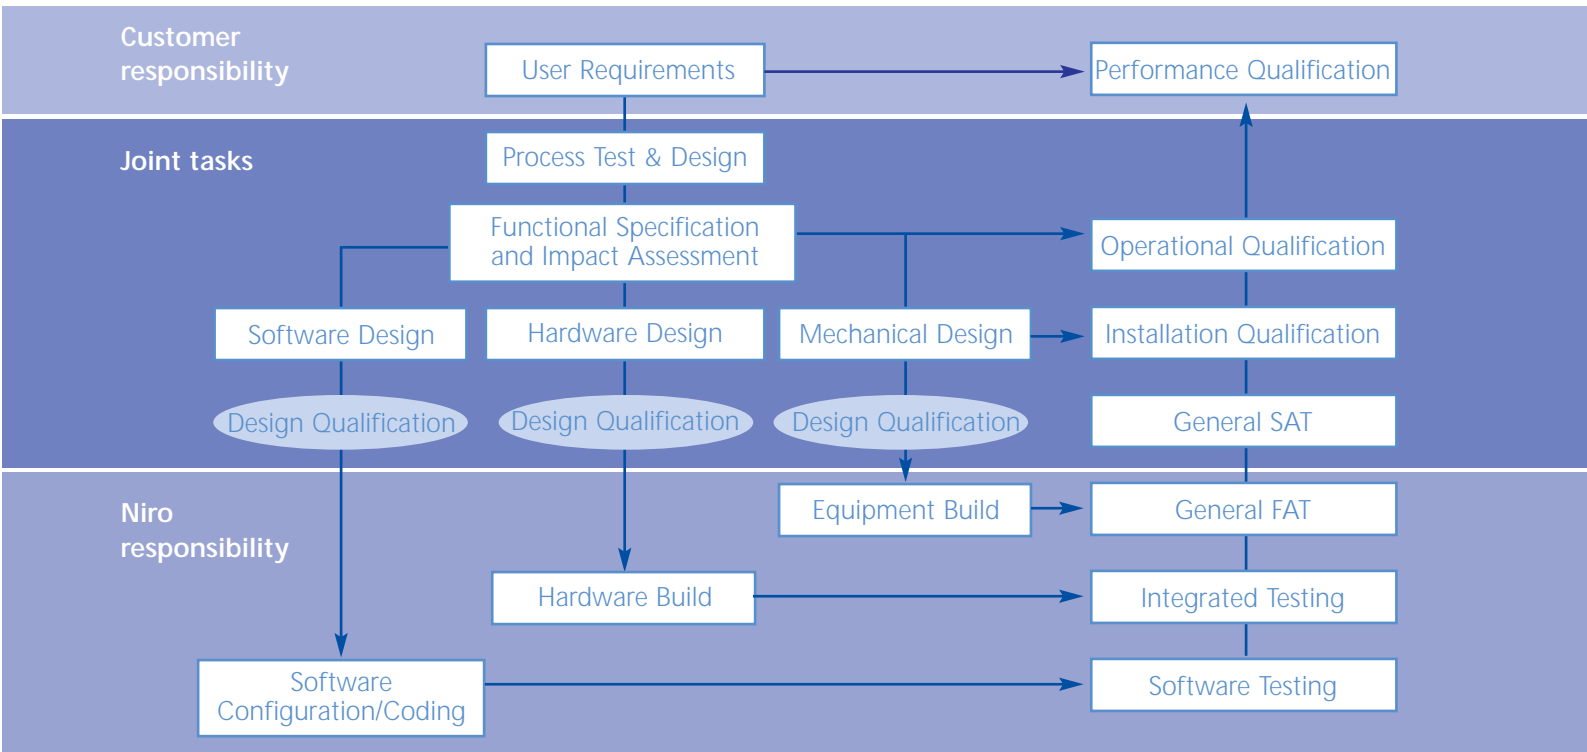 Customer
responsibility
User Requirements
Performance Qualification
Joint tasks
Process Test & Design
Functional Specification
and Impact Assessment
Operational Qualification
Software Design
Hardware Design
Mechanical Design
Installation Qualification
Design Qualification
Design Qualification
Design Qualification
General SAT
Niro
responsibility
Equipment Build
General FAT
Hardware Build
Integrated Testing
Software
Configuration/Coding
Software Testing